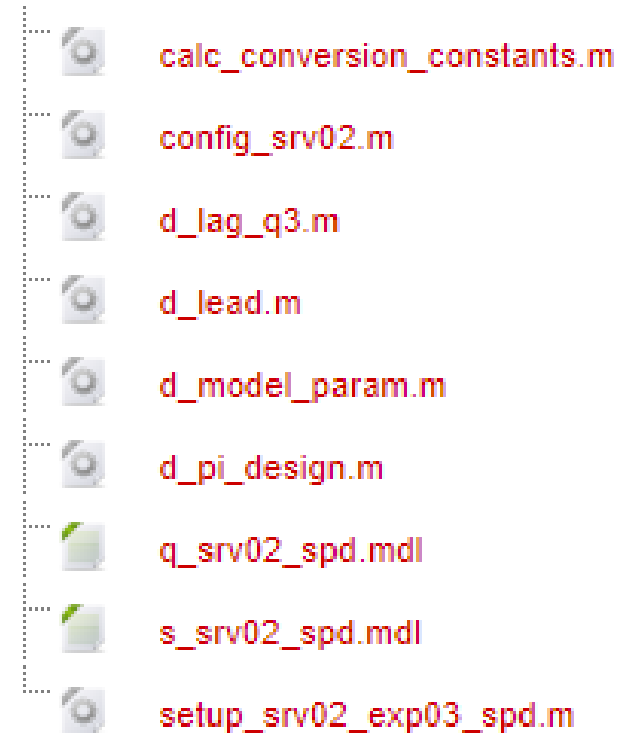 calc_conversion_constants.m
config_srv02.m
d_lag_q3.m
d_lead.m
d_model_param.m
d_pi_design.m
q_srv02_spd.mdl
s_srv02_spd.mdl
setup_srv02_exp03_spd.m